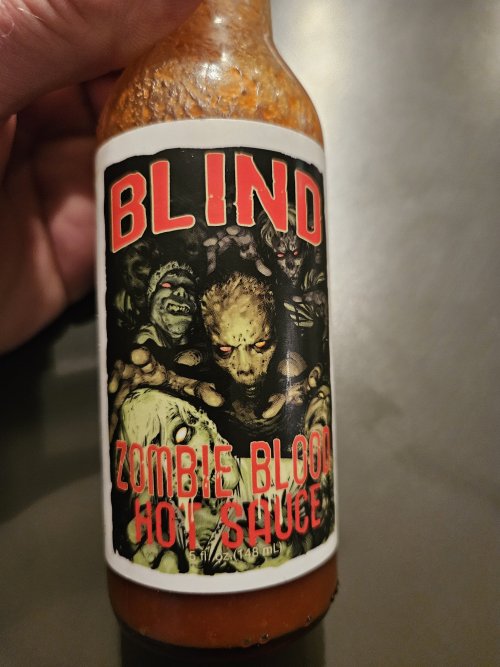 BLIND
ZOMBIE BLOOD
HOT SAUCE
5 fl. oz (148 mL)